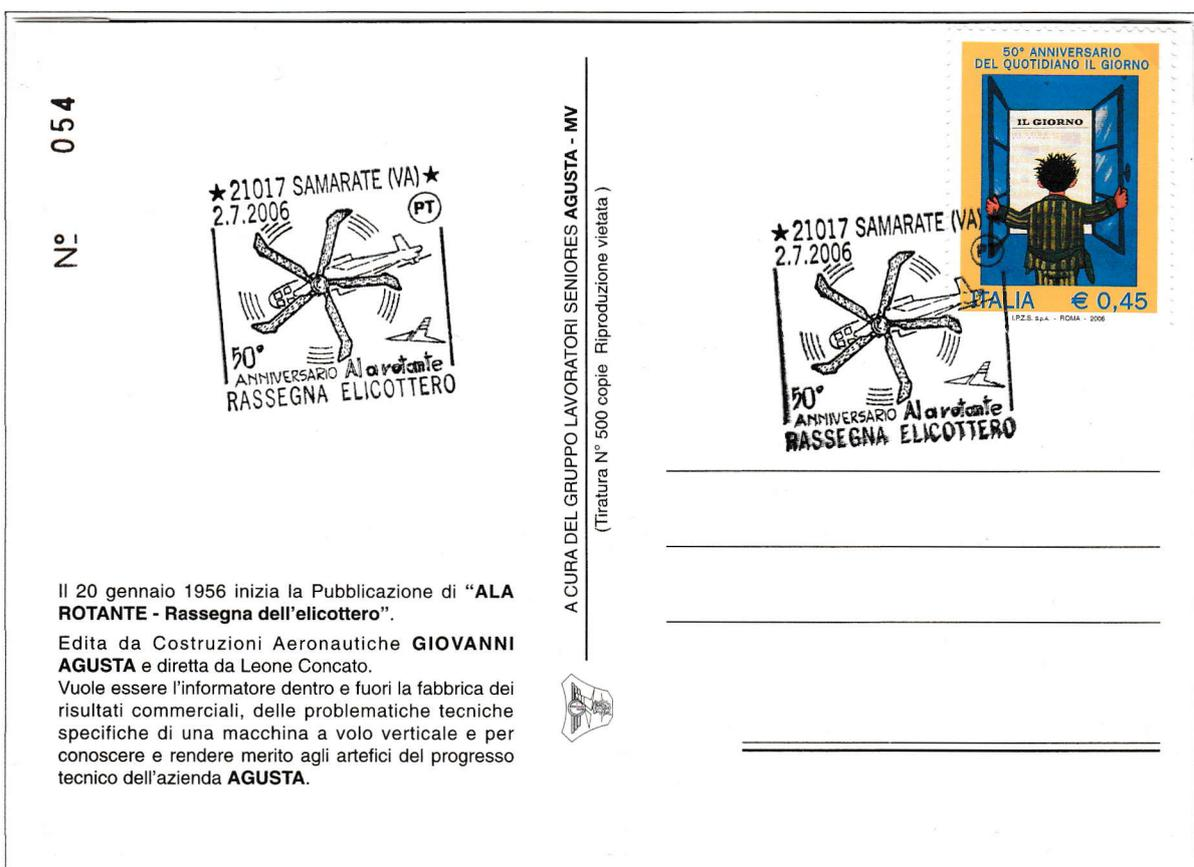 Nº 054
★ 21017 SAMARATE (VA) ★
2.7.2006
PT
50°
ANNIVERSARIO Ala rotante
RASSEGNA ELICOTTERO
Il 20 gennaio 1956 inizia la Pubblicazione di “ALA
ROTANTE - Rassegna dell’elicottero”.
Edita da Costruzioni Aeronautiche GIOVANNI
AGUSTA e diretta da Leone Concato.
Vuole essere l’informatore dentro e fuori la fabbrica dei
risultati commerciali, delle problematiche tecniche
specifiche di una macchina a volo verticale e per
conoscere e rendere merito agli artefici del progresso
tecnico dell’azienda AGUSTA.
A CURA DEL GRUPPO LAVORATORI SENIORES AGUSTA - MV
(Tiratura N° 500 copie Riproduzione vietata )
50° ANNIVERSARIO
DEL QUOTIDIANO IL GIORNO
IL GIORNO
ITALIA € 0,45
I.P.Z.S. S.p.A. - ROMA - 2006
★ 21017 SAMARATE (VA)
2.7.2006
PT
50°
ANNIVERSARIO Ala rotante
RASSEGNA ELICOTTERO